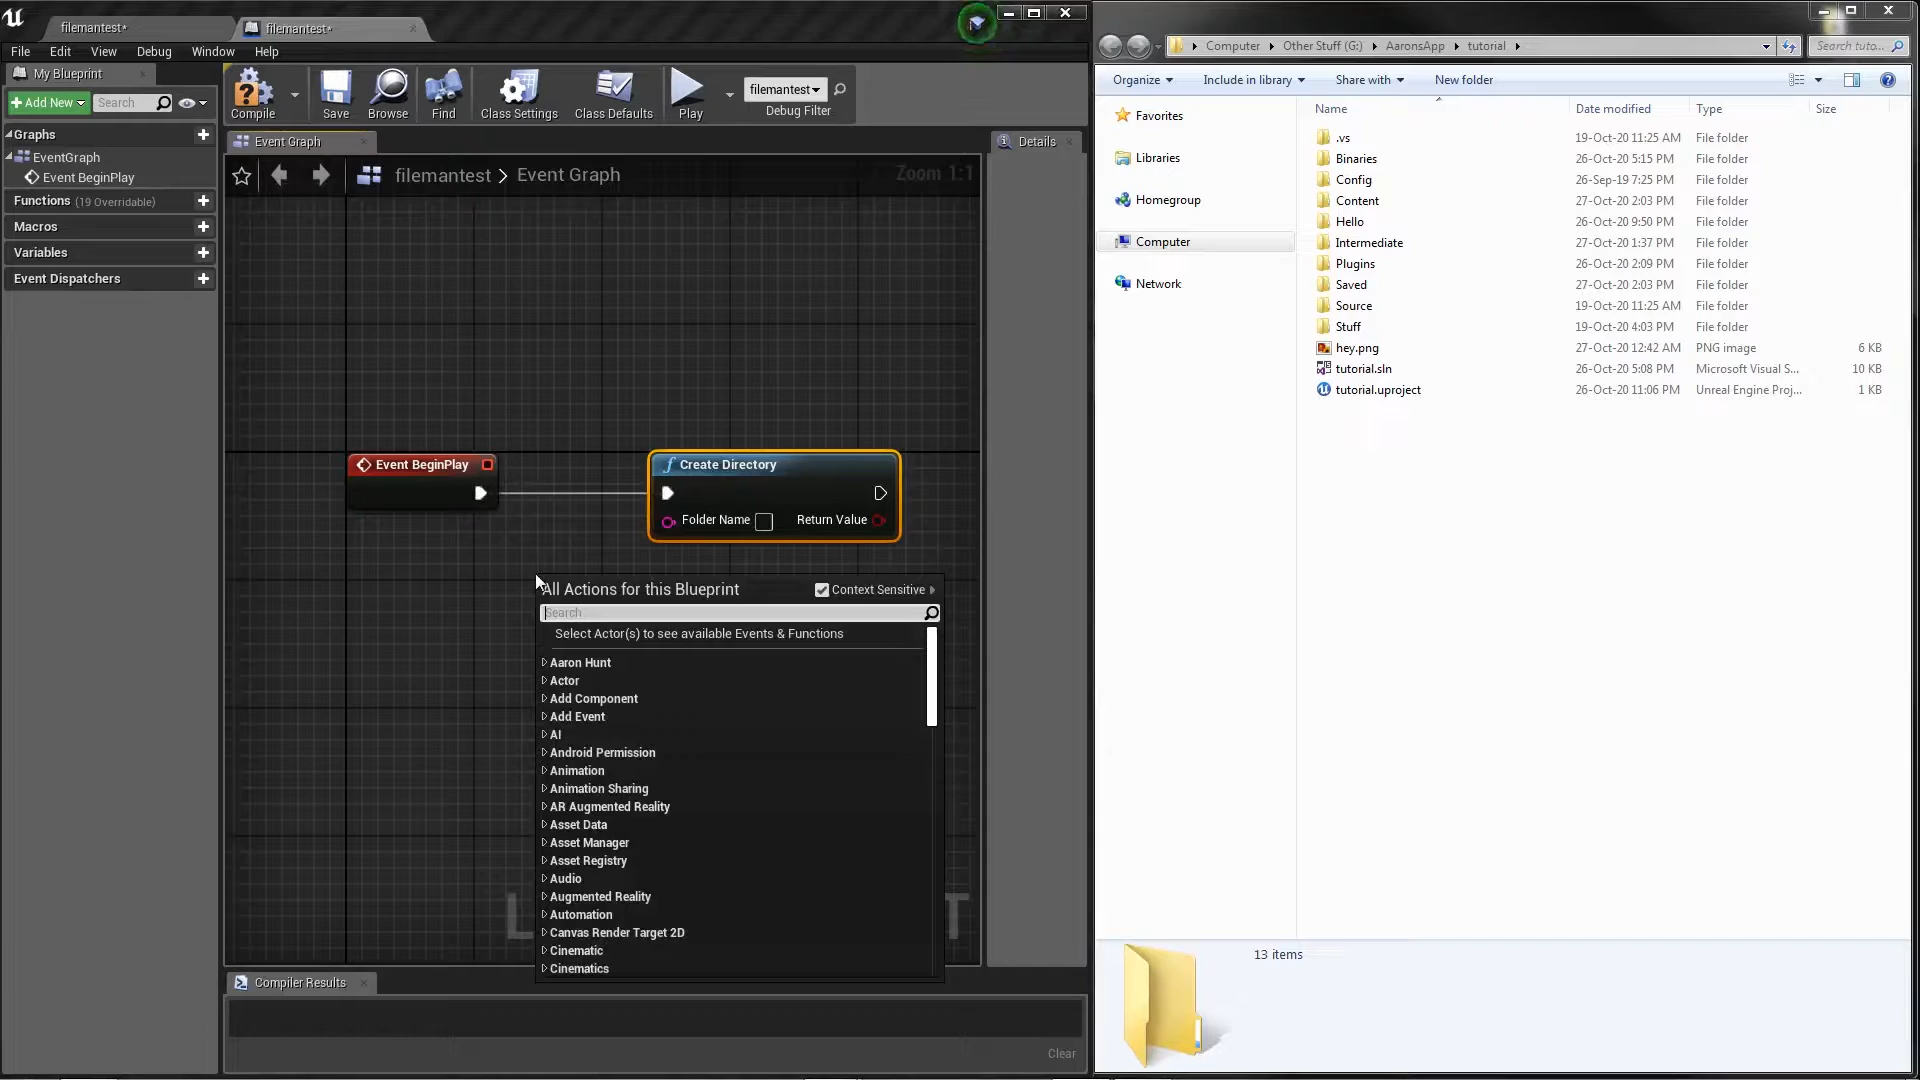 filemantest*
filemantest*
File Edit View Debug Window Help
My Blueprint
Add New
Search
Graphs
EventGraph
Event BeginPlay
Functions (19 Overridable)
Macros
Variables
Event Dispatchers
Compile
Save
Browse
Find
Class Settings
Class Defaults
Play
filemantest
Debug Filter
Event Graph
filemantest > Event Graph
Zoom 1:1
Details
Event BeginPlay
Create Directory
Folder Name
Return Value
All Actions for this Blueprint
Context Sensitive
Search
Select Actor(s) to see available Events & Functions
Aaron Hunt
Actor
Add Component
Add Event
AI
Android Permission
Animation
Animation Sharing
AR Augmented Reality
Asset Data
Asset Manager
Asset Registry
Audio
Augmented Reality
Automation
Canvas Render Target 2D
Cinematic
Cinematics
Compiler Results
Clear
Computer Other Stuff (G:) AaronsApp tutorial
Search tuto...
Organize Include in library Share with New folder
Favorites
Libraries
Homegroup
Computer
Network
Name Date modified Type Size
.vs 19-Oct-20 11:25 AM File folder
Binaries 26-Oct-20 5:15 PM File folder
Config 26-Sep-19 7:25 PM File folder
Content 27-Oct-20 2:03 PM File folder
Hello 26-Oct-20 9:50 PM File folder
Intermediate 27-Oct-20 1:37 PM File folder
Plugins 26-Oct-20 2:09 PM File folder
Saved 27-Oct-20 2:03 PM File folder
Source 19-Oct-20 11:25 AM File folder
Stuff 19-Oct-20 4:03 PM File folder
hey.png 27-Oct-20 12:42 AM PNG image 6 KB
tutorial.sln 26-Oct-20 5:08 PM Microsoft Visual S... 10 KB
tutorial.uproject 26-Oct-20 11:06 PM Unreal Engine Proj... 1 KB
13 items